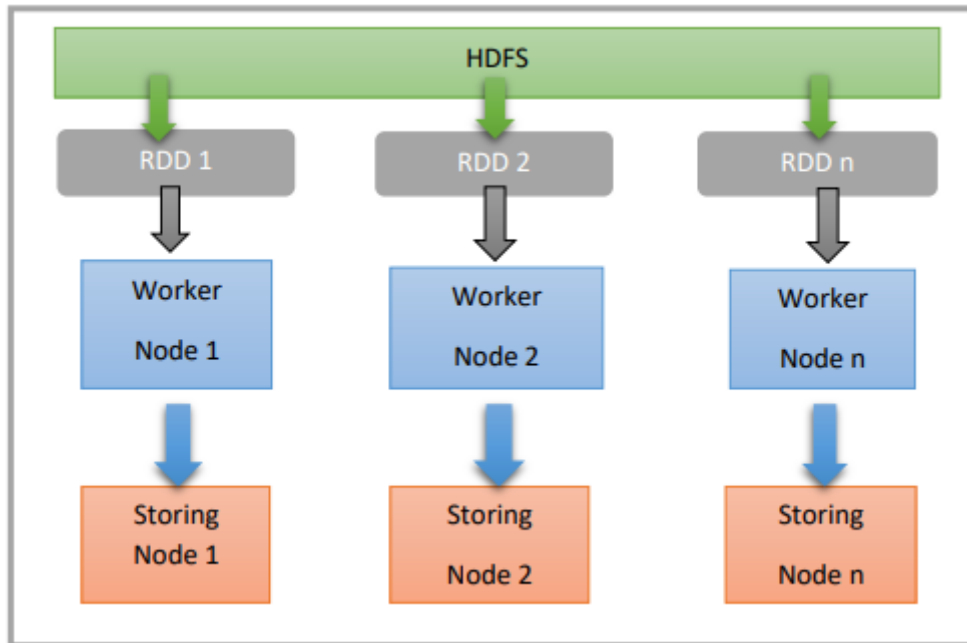 HDFS
RDD 1
RDD 2
RDD n
Worker
Node 1
Worker
Node 2
Worker
Node n
Storing
Node 1
Storing
Node 2
Storing
Node n